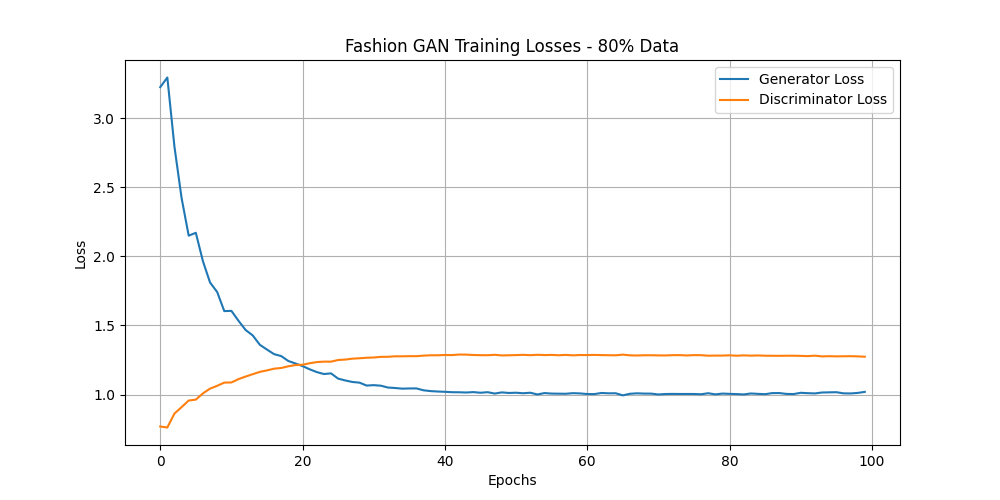 Fashion GAN Training Losses - 80% Data
Generator Loss
Discriminator Loss
3.0
2.5
2.0
1.5
1.0
Loss
0 20 40 60 80 100
Epochs